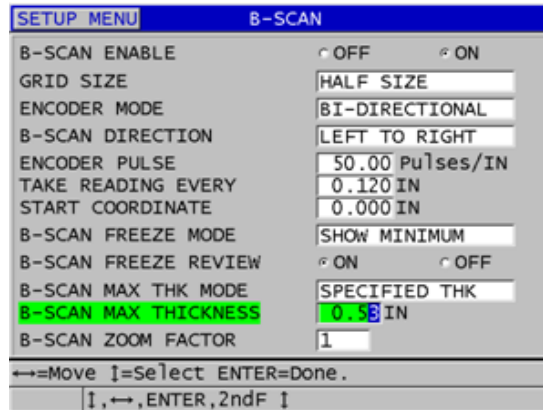 SETUP MENU B-SCAN
B-SCAN ENABLE OFF ON
GRID SIZE HALF SIZE
ENCODER MODE BI-DIRECTIONAL
B-SCAN DIRECTION LEFT TO RIGHT
ENCODER PULSE 50.00 Pulses/IN
TAKE READING EVERY 0.120 IN
START COORDINATE 0.000 IN
B-SCAN FREEZE MODE SHOW MINIMUM
B-SCAN FREEZE REVIEW ON OFF
B-SCAN MAX THK MODE SPECIFIED THK
B-SCAN MAX THICKNESS 0.53 IN
B-SCAN ZOOM FACTOR 1
↔=Move ↕=Select ENTER=Done.
↕,↔,ENTER,2ndF ↕